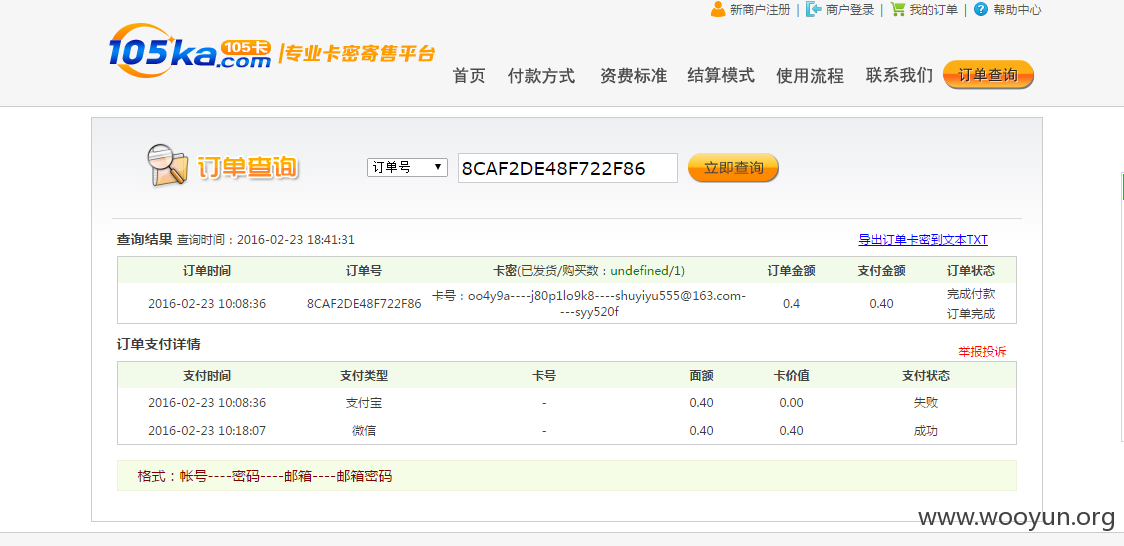 新商户注册 | 商户登录 | 我的订单 | 帮助中心
105ka.com 105卡 专业卡密寄售平台
首页 付款方式 资费标准 结算模式 使用流程 联系我们 订单查询
订单查询 订单号 8CAF2DE48F722F86 立即查询
查询结果 查询时间：2016-02-23 18:41:31 导出订单卡密到文本TXT
订单时间 订单号 卡密(已发货/购买数：undefined/1) 订单金额 支付金额 订单状态
2016-02-23 10:08:36 8CAF2DE48F722F86 卡号：oo4y9a----j80p1lo9k8----shuyiyu555@163.com- 0.4 0.40 完成付款
---syy520f 订单完成
订单支付详情 举报投诉
支付时间 支付类型 卡号 面额 卡价值 支付状态
2016-02-23 10:08:36 支付宝 - 0.40 0.00 失败
2016-02-23 10:18:07 微信 - 0.40 0.40 成功
格式：帐号----密码----邮箱----邮箱密码
www.wooyun.org